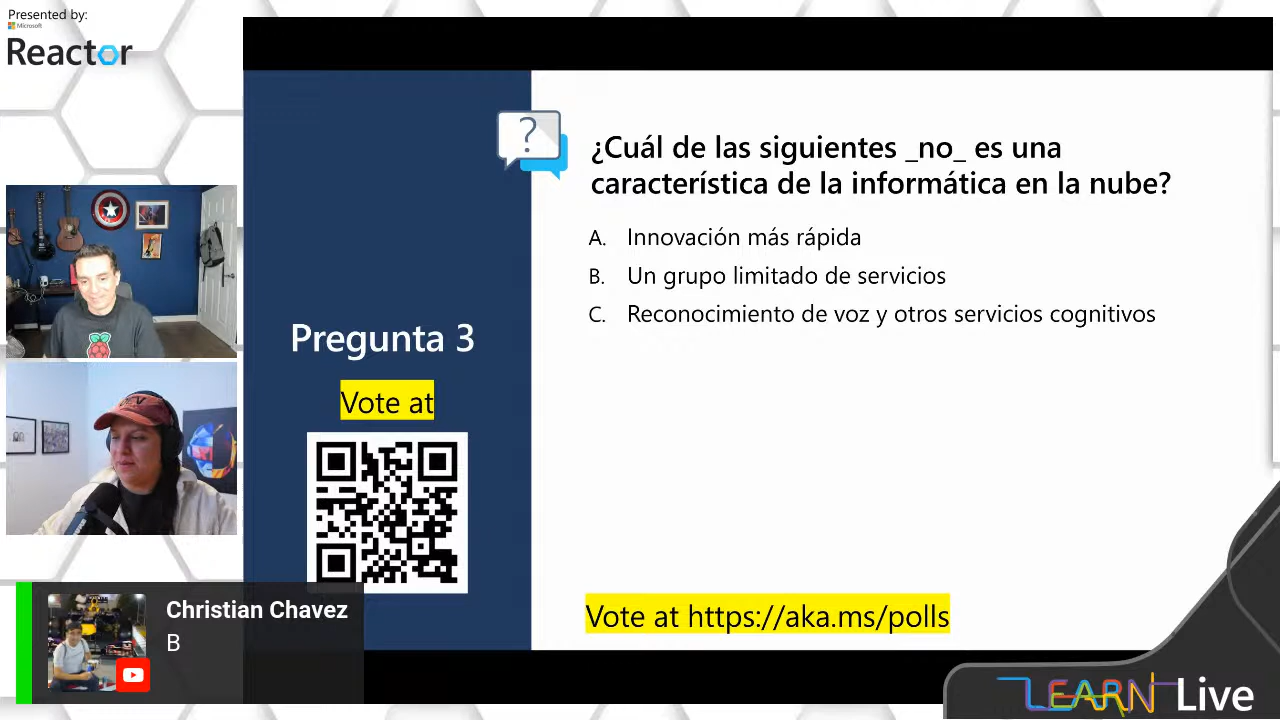 Presented by:
Microsoft
Reactor
?
¿Cuál de las siguientes _no_ es una
característica de la informática en la nube?
A. Innovación más rápida
B. Un grupo limitado de servicios
C. Reconocimiento de voz y otros servicios cognitivos
Pregunta 3
Vote at
Vote at https://aka.ms/polls
Christian Chavez
B
LEARN Live